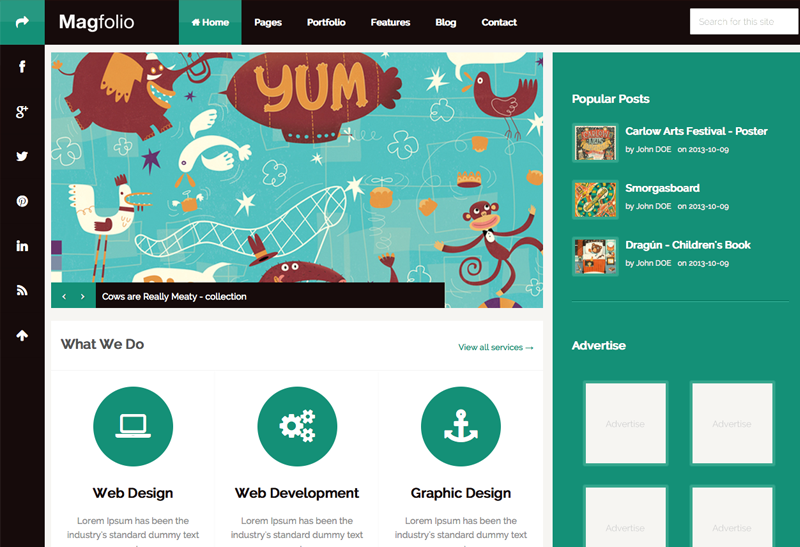 Magfolio
Home Pages Portfolio Features Blog Contact
Search for this site
YUM
Cows are Really Meaty - collection
What We Do
View all services →
Web Design
Lorem Ipsum has been the
industry's standard dummy text
Web Development
Lorem Ipsum has been the
industry's standard dummy text
Graphic Design
Lorem Ipsum has been the
industry's standard dummy text
Popular Posts
Carlow Arts Festival - Poster
by John DOE on 2013-10-09
Smorgasboard
by John DOE on 2013-10-09
Dragún - Children's Book
by John DOE on 2013-10-09
Advertise
Advertise
Advertise
Advertise
Advertise